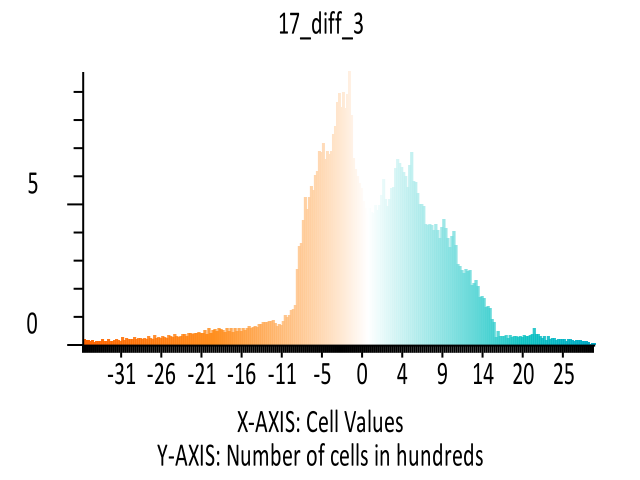 17_diff_3
5
0
-31 -26 -21 -16 -11 -5 0 4 9 14 20 25
X-AXIS: Cell Values
Y-AXIS: Number of cells in hundreds